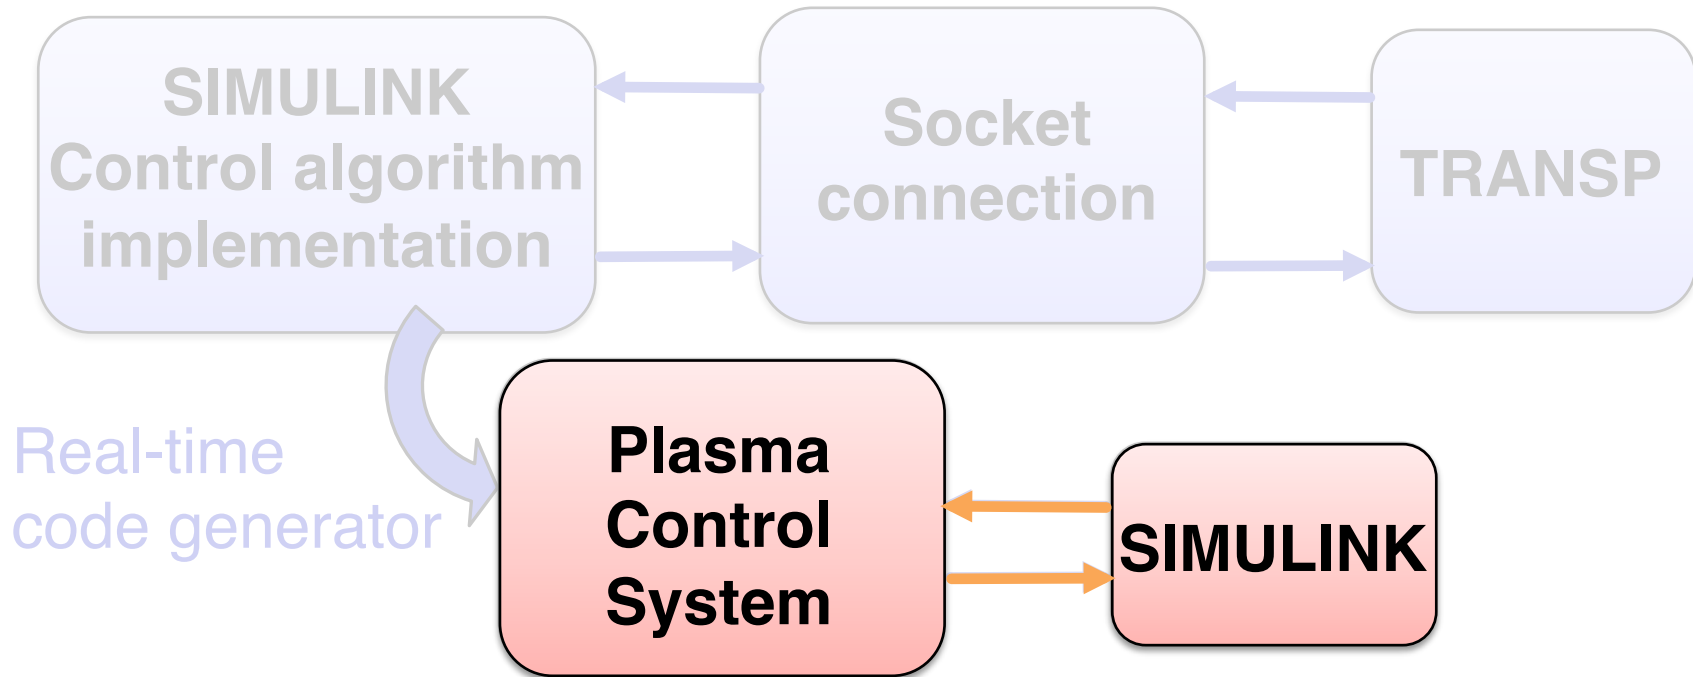 SIMULINK
Control algorithm
implementation
Socket
connection
TRANSP
Real-time
code generator
Plasma
Control
System
SIMULINK